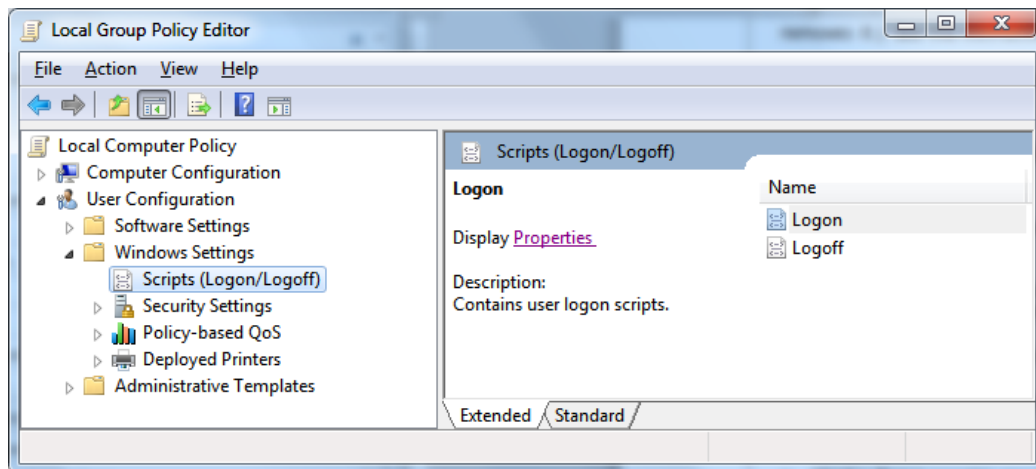 Local Group Policy Editor
File Action View Help
Local Computer Policy
Computer Configuration
User Configuration
Software Settings
Windows Settings
Scripts (Logon/Logoff)
Security Settings
Policy-based QoS
Deployed Printers
Administrative Templates
Scripts (Logon/Logoff)
Logon
Display Properties
Description:
Contains user logon scripts.
Name
Logon
Logoff
Extended Standard